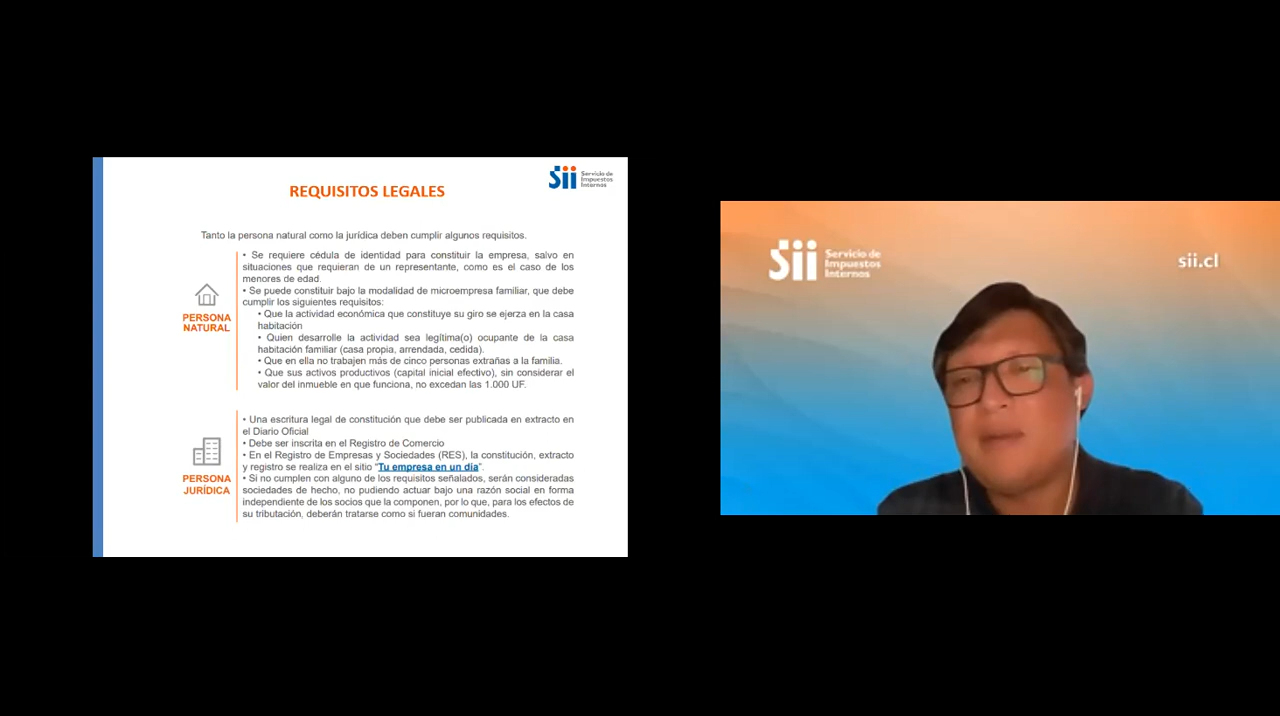 Sii Servicio de
Impuestos
Internos
REQUISITOS LEGALES
Tanto la persona natural como la jurídica deben cumplir algunos requisitos.
PERSONA
NATURAL
• Se requiere cédula de identidad para constituir la empresa, salvo en
situaciones que requieran de un representante, como es el caso de los
menores de edad.
• Se puede constituir bajo la modalidad de microempresa familiar, que debe
cumplir los siguientes requisitos:
• Que la actividad económica que constituye su giro se ejerza en la casa
habitación
• Quien desarrolle la actividad sea legítima(o) ocupante de la casa
habitación familiar (casa propia, arrendada, cedida).
• Que en ella no trabajen más de cinco personas extrañas a la familia.
• Que sus activos productivos (capital inicial efectivo), sin considerar el
valor del inmueble en que funciona, no excedan las 1.000 UF.
PERSONA
JURÍDICA
• Una escritura legal de constitución que debe ser publicada en extracto en
el Diario Oficial
• Debe ser inscrita en el Registro de Comercio
• En el Registro de Empresas y Sociedades (RES), la constitución, extracto
y registro se realiza en el sitio “Tu empresa en un día”.
• Si no cumplen con alguno de los requisitos señalados, serán consideradas
sociedades de hecho, no pudiendo actuar bajo una razón social en forma
independiente de los socios que la componen, por lo que, para los efectos de
su tributación, deberán tratarse como si fueran comunidades.
Sii Servicio de
Impuestos
Internos
sii.cl